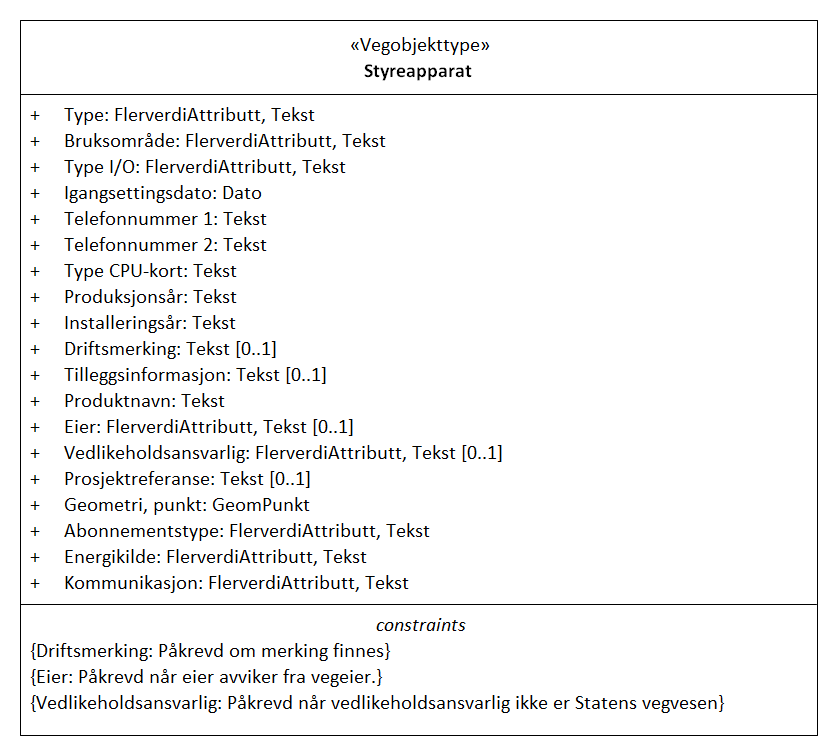 «Vegobjekttype»
Styreapparat
+ Type: FlerverdiAttributt, Tekst
+ Bruksområde: FlerverdiAttributt, Tekst
+ Type I/O: FlerverdiAttributt, Tekst
+ Igangsettingsdato: Dato
+ Telefonnummer 1: Tekst
+ Telefonnummer 2: Tekst
+ Type CPU-kort: Tekst
+ Produksjonsår: Tekst
+ Installeringsår: Tekst
+ Driftsmerking: Tekst [0..1]
+ Tilleggsinformasjon: Tekst [0..1]
+ Produktnavn: Tekst
+ Eier: FlerverdiAttributt, Tekst [0..1]
+ Vedlikeholdsansvarlig: FlerverdiAttributt, Tekst [0..1]
+ Prosjektreferanse: Tekst [0..1]
+ Geometri, punkt: GeomPunkt
+ Abonnementstype: FlerverdiAttributt, Tekst
+ Energikilde: FlerverdiAttributt, Tekst
+ Kommunikasjon: FlerverdiAttributt, Tekst
constraints
{Driftsmerking: Påkrevd om merking finnes}
{Eier: Påkrevd når eier avviker fra vegeier.}
{Vedlikeholdsansvarlig: Påkrevd når vedlikeholdsansvarlig ikke er Statens vegvesen}